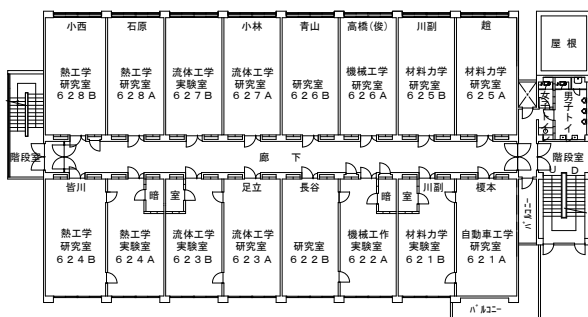 小西
熱工学
研究室
628B
石原
熱工学
研究室
628A
流体工学
実験室
627B
小林
流体工学
研究室
627A
青山
研究室
626B
高橋(俊)
機械工学
研究室
626A
川副
材料力学
研究室
625B
趙
材料力学
研究室
625A
屋根
女子トイレ
男子トイレ
階段室
廊下
階段室
U D
皆川
熱工学
研究室
624B
熱工学
実験室
624A
暗室
流体工学
実験室
623B
足立
流体工学
研究室
623A
長谷
研究室
622B
機械工作
実験室
622A
暗室
川副
材料力学
実験室
621B
榎本
自動車工学
研究室
621A
バルコニー
バルコニー